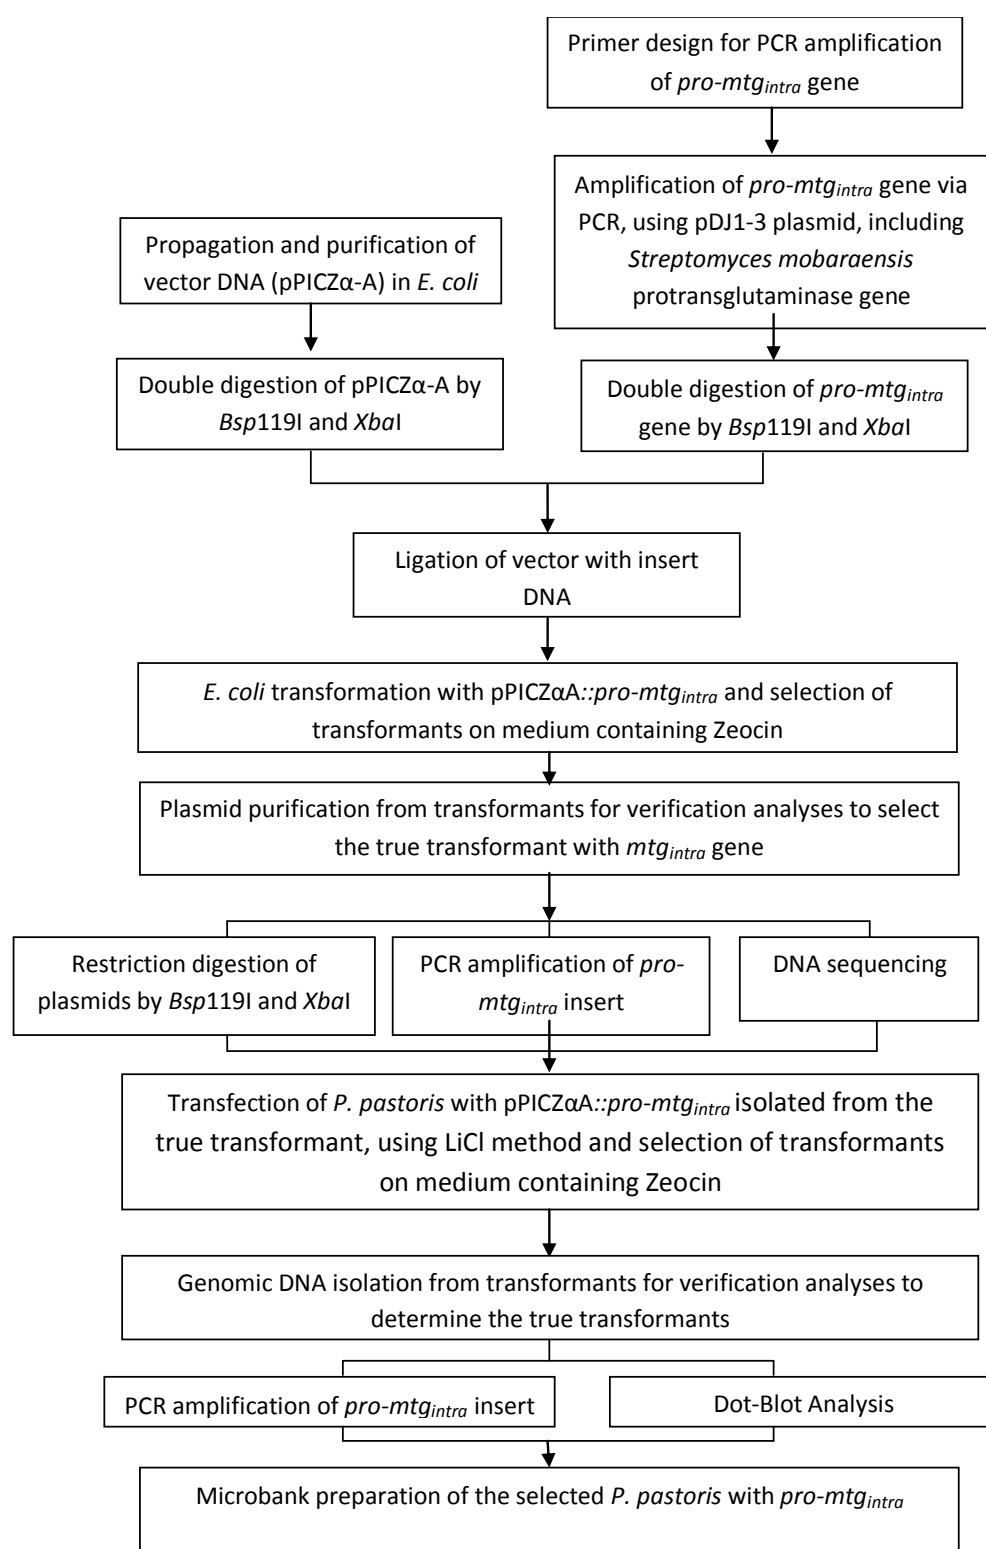 Primer design for PCR amplification
of pro-mtgintra gene
Amplification of pro-mtgintra gene via
PCR, using pDJ1-3 plasmid, including
Streptomyces mobaraensis
protransglutaminase gene
Propagation and purification of
vector DNA (pPICZα-A) in E. coli
Double digestion of pPICZα-A by
Bsp119I and XbaI
Double digestion of pro-mtgintra
gene by Bsp119I and XbaI
Ligation of vector with insert
DNA
E. coli transformation with pPICZαA::pro-mtgintra and selection of
transformants on medium containing Zeocin
Plasmid purification from transformants for verification analyses to select
the true transformant with mtgintra gene
Restriction digestion of
plasmids by Bsp119I and XbaI
PCR amplification of pro-
mtgintra insert
DNA sequencing
Transfection of P. pastoris with pPICZαA::pro-mtgintra isolated from the
true transformant, using LiCl method and selection of transformants
on medium containing Zeocin
Genomic DNA isolation from transformants for verification analyses to
determine the true transformants
PCR amplification of pro-mtgintra insert
Dot-Blot Analysis
Microbank preparation of the selected P. pastoris with pro-mtgintra